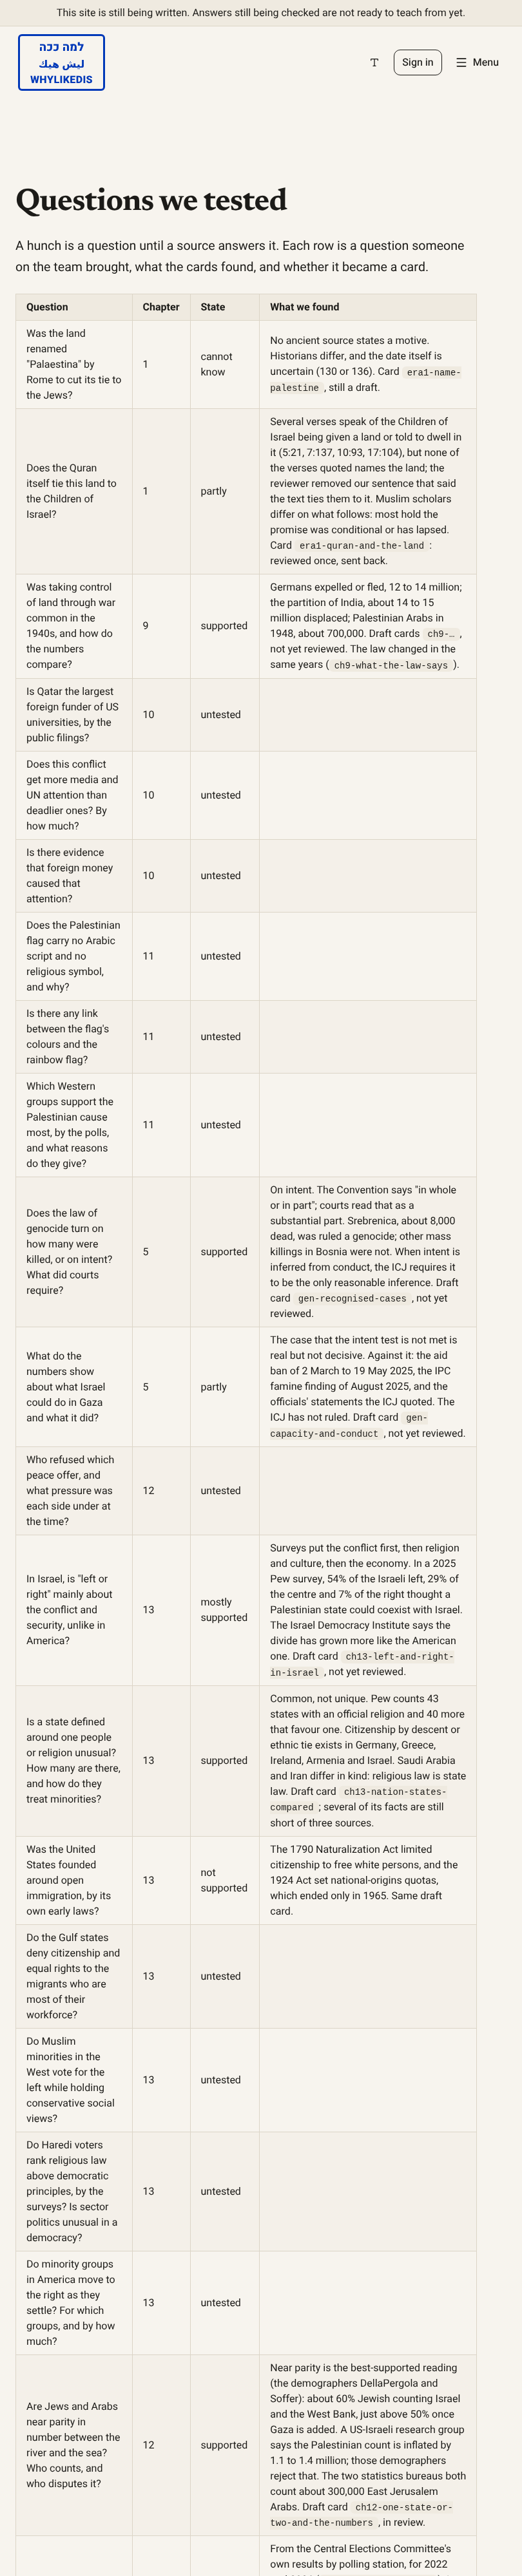 This site is still being written. Answers still being checked are not ready to teach from yet.
למה ככה
ليش هيك
WHYLIKEDIS
T
Sign in
Menu
Questions we tested
A hunch is a question until a source answers it. Each row is a question someone
on the team brought, what the cards found, and whether it became a card.
Question
Chapter
State
What we found
Was the land
renamed
"Palaestina" by
Rome to cut its tie to
the Jews?
1
cannot
know
No ancient source states a motive.
Historians differ, and the date itself is
uncertain (130 or 136). Card era1-name-
palestine , still a draft.
Does the Quran
itself tie this land to
the Children of
Israel?
1
partly
Several verses speak of the Children of
Israel being given a land or told to dwell in
it (5:21, 7:137, 10:93, 17:104), but none of
the verses quoted names the land; the
reviewer removed our sentence that said
the text ties them to it. Muslim scholars
differ on what follows: most hold the
promise was conditional or has lapsed.
Card era1-quran-and-the-land :
reviewed once, sent back.
Was taking control
of land through war
common in the
1940s, and how do
the numbers
compare?
9
supported
Germans expelled or fled, 12 to 14 million;
the partition of India, about 14 to 15
million displaced; Palestinian Arabs in
1948, about 700,000. Draft cards ch9-… ,
not yet reviewed. The law changed in the
same years ( ch9-what-the-law-says ).
Is Qatar the largest
foreign funder of US
universities, by the
public filings?
10
untested
Does this conflict
get more media and
UN attention than
deadlier ones? By
how much?
10
untested
Is there evidence
that foreign money
caused that
attention?
10
untested
Does the Palestinian
flag carry no Arabic
script and no
religious symbol,
and why?
11
untested
Is there any link
between the flag's
colours and the
rainbow flag?
11
untested
Which Western
groups support the
Palestinian cause
most, by the polls,
and what reasons
do they give?
11
untested
Does the law of
genocide turn on
how many were
killed, or on intent?
What did courts
require?
5
supported
On intent. The Convention says "in whole
or in part"; courts read that as a
substantial part. Srebrenica, about 8,000
dead, was ruled a genocide; other mass
killings in Bosnia were not. When intent is
inferred from conduct, the ICJ requires it
to be the only reasonable inference. Draft
card gen-recognised-cases , not yet
reviewed.
What do the
numbers show
about what Israel
could do in Gaza
and what it did?
5
partly
The case that the intent test is not met is
real but not decisive. Against it: the aid
ban of 2 March to 19 May 2025, the IPC
famine finding of August 2025, and the
officials' statements the ICJ quoted. The
ICJ has not ruled. Draft card gen-
capacity-and-conduct , not yet reviewed.
Who refused which
peace offer, and
what pressure was
each side under at
the time?
12
untested
In Israel, is "left or
right" mainly about
the conflict and
security, unlike in
America?
13
mostly
supported
Surveys put the conflict first, then religion
and culture, then the economy. In a 2025
Pew survey, 54% of the Israeli left, 29% of
the centre and 7% of the right thought a
Palestinian state could coexist with Israel.
The Israel Democracy Institute says the
divide has grown more like the American
one. Draft card ch13-left-and-right-
in-israel , not yet reviewed.
Is a state defined
around one people
or religion unusual?
How many are there,
and how do they
treat minorities?
13
supported
Common, not unique. Pew counts 43
states with an official religion and 40 more
that favour one. Citizenship by descent or
ethnic tie exists in Germany, Greece,
Ireland, Armenia and Israel. Saudi Arabia
and Iran differ in kind: religious law is state
law. Draft card ch13-nation-states-
compared ; several of its facts are still
short of three sources.
Was the United
States founded
around open
immigration, by its
own early laws?
13
not
supported
The 1790 Naturalization Act limited
citizenship to free white persons, and the
1924 Act set national-origins quotas,
which ended only in 1965. Same draft
card.
Do the Gulf states
deny citizenship and
equal rights to the
migrants who are
most of their
workforce?
13
untested
Do Muslim
minorities in the
West vote for the
left while holding
conservative social
views?
13
untested
Do Haredi voters
rank religious law
above democratic
principles, by the
surveys? Is sector
politics unusual in a
democracy?
13
untested
Do minority groups
in America move to
the right as they
settle? For which
groups, and by how
much?
13
untested
Are Jews and Arabs
near parity in
number between the
river and the sea?
Who counts, and
who disputes it?
12
supported
Near parity is the best-supported reading
(the demographers DellaPergola and
Soffer): about 60% Jewish counting Israel
and the West Bank, just above 50% once
Gaza is added. A US-Israeli research group
says the Palestinian count is inflated by
1.1 to 1.4 million; those demographers
reject that. The two statistics bureaus both
count about 300,000 East Jerusalem
Arabs. Draft card ch12-one-state-or-
two-and-the-numbers , in review.
From the Central Elections Committee's
own results by polling station, for 2022